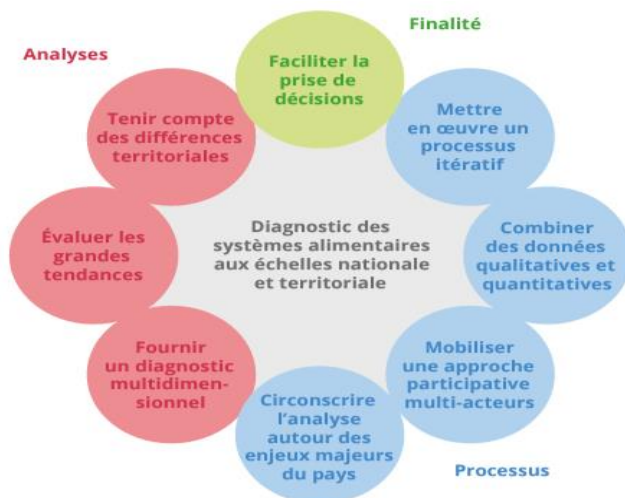 Finalité
Analyses
Faciliter la
prise de
décisions
Tenir compte
des différences
territoriales
Mettre
en œuvre un
processus
itératif
Évaluer les
grandes
tendances
Diagnostic des
systèmes alimentaires
aux échelles nationale
et territoriale
Combiner
des données
qualitatives et
quantitatives
Fournir
un diagnostic
multidimen-
sionnel
Mobiliser
une approche
participative
multi-acteurs
Circonscrire
l’analyse
autour des
enjeux majeurs
du pays
Processus